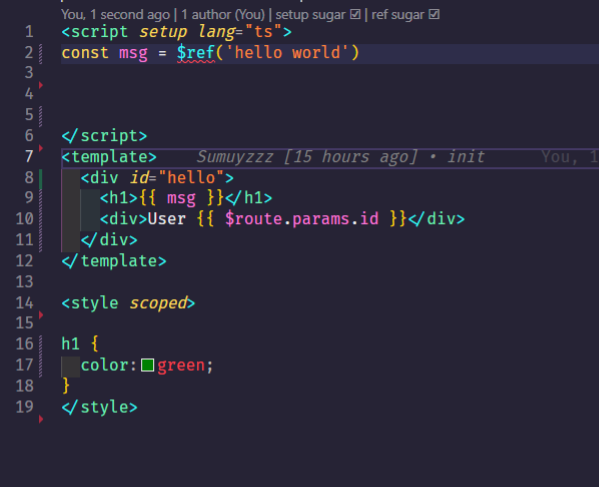 You, 1 second ago | 1 author (You) | setup sugar ☑ | ref sugar ☑
1 <script setup lang="ts">
2 const msg = $ref('hello world')
3
4
5
6 </script>
7 <template> Sumuyzzz [15 hours ago] • init You, 1
8 <div id="hello">
9 <h1>{{ msg }}</h1>
10 <div>User {{ $route.params.id }}</div>
11 </div>
12 </template>
13
14 <style scoped>
15
16 h1 {
17 color: green;
18 }
19 </style>